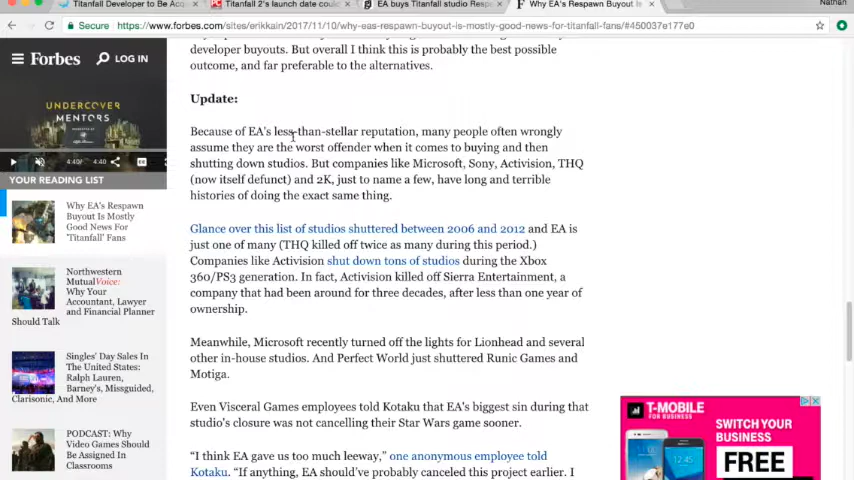 Titanfall Developer to Be Acq
Titanfall 2's launch date could
EA buys Titanfall studio Resp
Why EA's Respawn Buyout Is
Nathan
Secure
https://www.forbes.com/sites/erikkain/2017/11/10/why-eas-respawn-buyout-is-mostly-good-news-for-titanfall-fans/#450037e177e0
Forbes
LOG IN
developer buyouts. But overall I think this is probably the best possible
outcome, and far preferable to the alternatives.
Update:
Because of EA's less-than-stellar reputation, many people often wrongly
assume they are the worst offender when it comes to buying and then
shutting down studios. But companies like Microsoft, Sony, Activision, THQ
(now itself defunct) and 2K, just to name a few, have long and terrible
histories of doing the exact same thing.
Glance over this list of studios shuttered between 2006 and 2012 and EA is
just one of many (THQ killed off twice as many during this period.)
Companies like Activision shut down tons of studios during the Xbox
360/PS3 generation. In fact, Activision killed off Sierra Entertainment, a
company that had been around for three decades, after less than one year of
ownership.
Meanwhile, Microsoft recently turned off the lights for Lionhead and several
other in-house studios. And Perfect World just shuttered Runic Games and
Motiga.
Even Visceral Games employees told Kotaku that EA's biggest sin during that
studio's closure was not cancelling their Star Wars game sooner.
“I think EA gave us too much leeway,” one anonymous employee told
Kotaku. “If anything, EA should've probably canceled this project earlier. I
UNDERCOVER
MENTORS
4:40/ 4:40
CC
YOUR READING LIST
Why EA's Respawn
Buyout Is Mostly
Good News For
'Titanfall' Fans
Northwestern
MutualVoice:
Why Your
Accountant, Lawyer
and Financial Planner
Should Talk
Singles' Day Sales In
The United States:
Ralph Lauren,
Barney's, Missguided,
Clarisonic, And More
PODCAST: Why
Video Games Should
Be Assigned In
Classrooms
T-MOBILE
FOR BUSINESS
SWITCH YOUR
BUSINESS
FREE